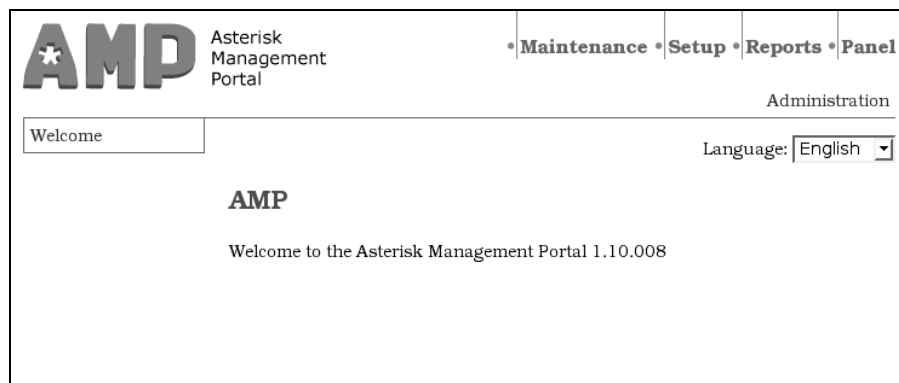 AMP
Asterisk
Management
Portal
• Maintenance • Setup • Reports • Panel
Administration
Welcome
Language: English
AMP
Welcome to the Asterisk Management Portal 1.10.008